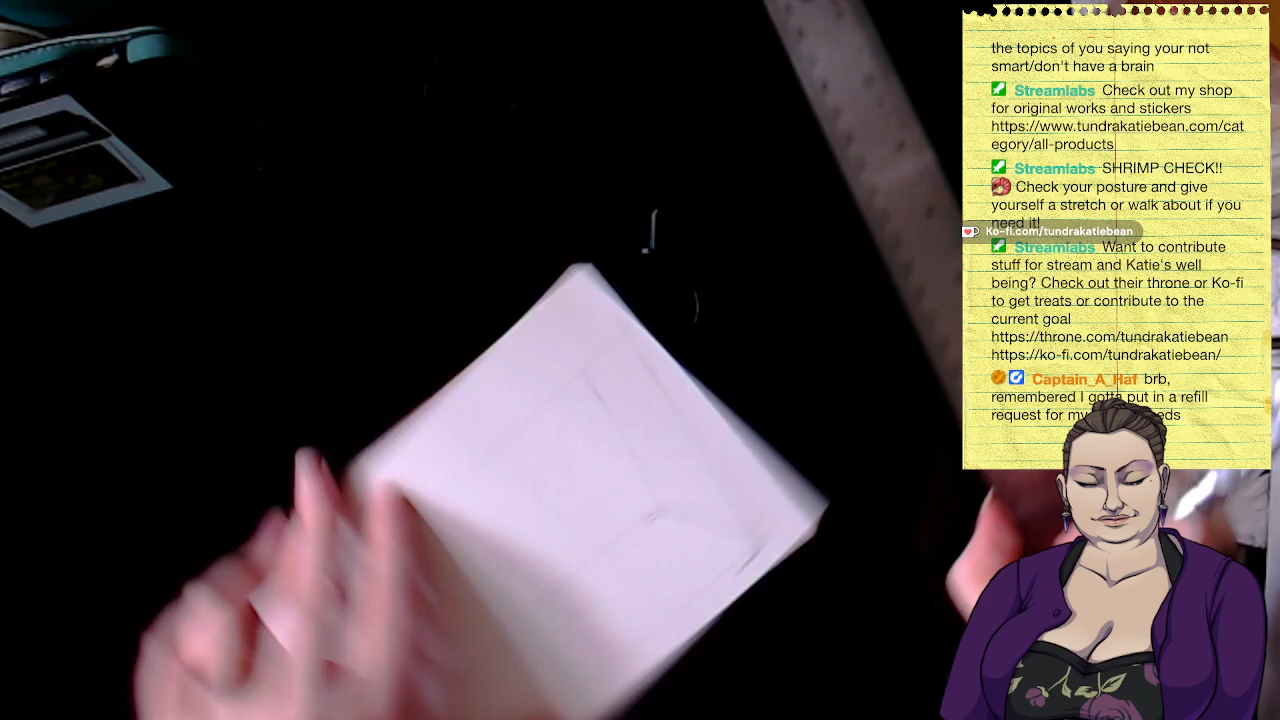 the topics of you saying your not
smart/don't have a brain
Streamlabs Check out my shop
for original works and stickers
https://www.tundrakatiebean.com/cat
egory/all-products
Streamlabs SHRIMP CHECK!!
Check your posture and give
yourself a stretch or walk about if you
need it!
Ko-fi.com/tundrakatiebean
Streamlabs Want to contribute
stuff for stream and Katie's well
being? Check out their throne or Ko-fi
to get treats or contribute to the
current goal
https://throne.com/tundrakatiebean
https://ko-fi.com/tundrakatiebean/
Captain_A_Haf brb,
remembered I gotta put in a refill
request for my